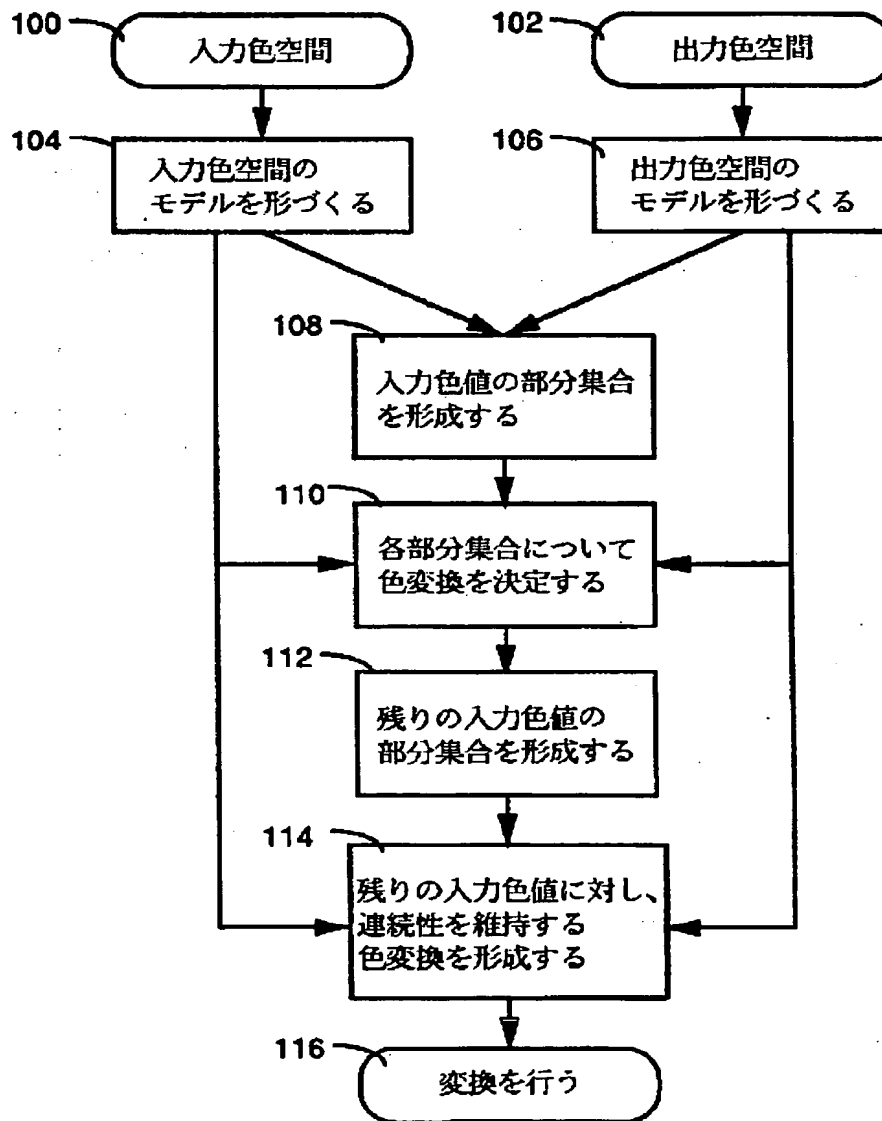 100
入力色空間
102
出力色空間
104
入力色空間の
モデルを形づくる
106
出力色空間の
モデルを形づくる
108
入力色値の部分集合
を形成する
110
各部分集合について
色変換を決定する
112
残りの入力色値の
部分集合を形成する
114
残りの入力色値に対し、
連続性を維持する
色変換を形成する
116
変換を行う